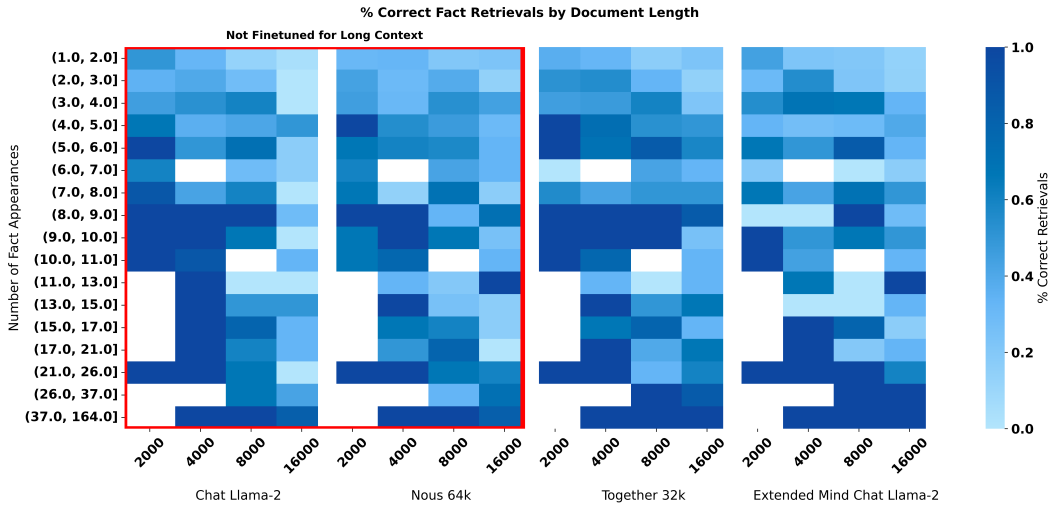 % Correct Fact Retrievals by Document Length
Not Finetuned for Long Context
Number of Fact Appearances
(1.0, 2.0]
(2.0, 3.0]
(3.0, 4.0]
(4.0, 5.0]
(5.0, 6.0]
(6.0, 7.0]
(7.0, 8.0]
(8.0, 9.0]
(9.0, 10.0]
(10.0, 11.0]
(11.0, 13.0]
(13.0, 15.0]
(15.0, 17.0]
(17.0, 21.0]
(21.0, 26.0]
(26.0, 37.0]
(37.0, 164.0]
2000 4000 8000 16000
Chat Llama-2
2000 4000 8000 16000
Nous 64k
2000 4000 8000 16000
Together 32k
2000 4000 8000 16000
Extended Mind Chat Llama-2
1.0
0.8
0.6
0.4
0.2
0.0
% Correct Retrievals